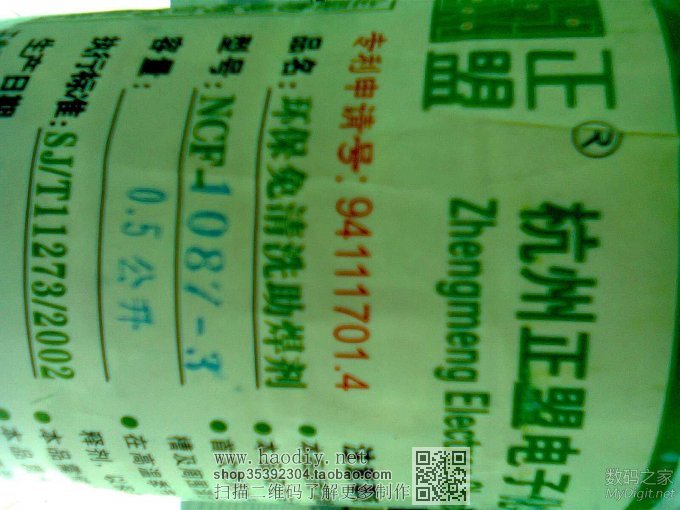 正盟®
杭州正盟电子
Zhengmeng Elect
专利申请号:94111701.4
品名:环保免清洗助焊剂
型号:NCF-1087-3
容量:0.5公升
执行标准:SJ/T11273/2002
生产日期
www.haodiy.net
shop35392304.taobao.com
扫描二维码了解更多制作
数码之家
MyDigit.net